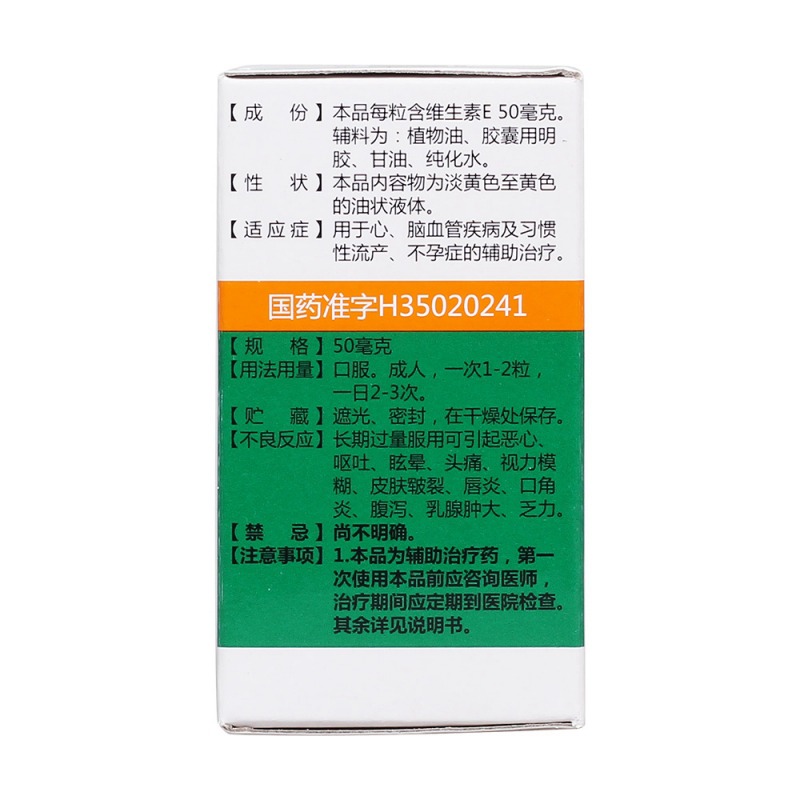 【成 份】本品每粒含维生素E 50毫克。
辅料为：植物油、胶囊用明
胶、甘油、纯化水。
【性 状】本品内容物为淡黄色至黄色
的油状液体。
【适应症】用于心、脑血管疾病及习惯
性流产、不孕症的辅助治疗。
国药准字H35020241
【规 格】50毫克
【用法用量】口服。成人，一次1-2粒，
一日2-3次。
【贮 藏】遮光、密封，在干燥处保存。
【不良反应】长期过量服用可引起恶心、
呕吐、眩晕、头痛、视力模
糊、皮肤皲裂、唇炎、口角
炎、腹泻、乳腺肿大、乏力。
【禁 忌】尚不明确。
【注意事项】1.本品为辅助治疗药，第一
次使用本品前应咨询医师，
治疗期间应定期到医院检查。
其余详见说明书。